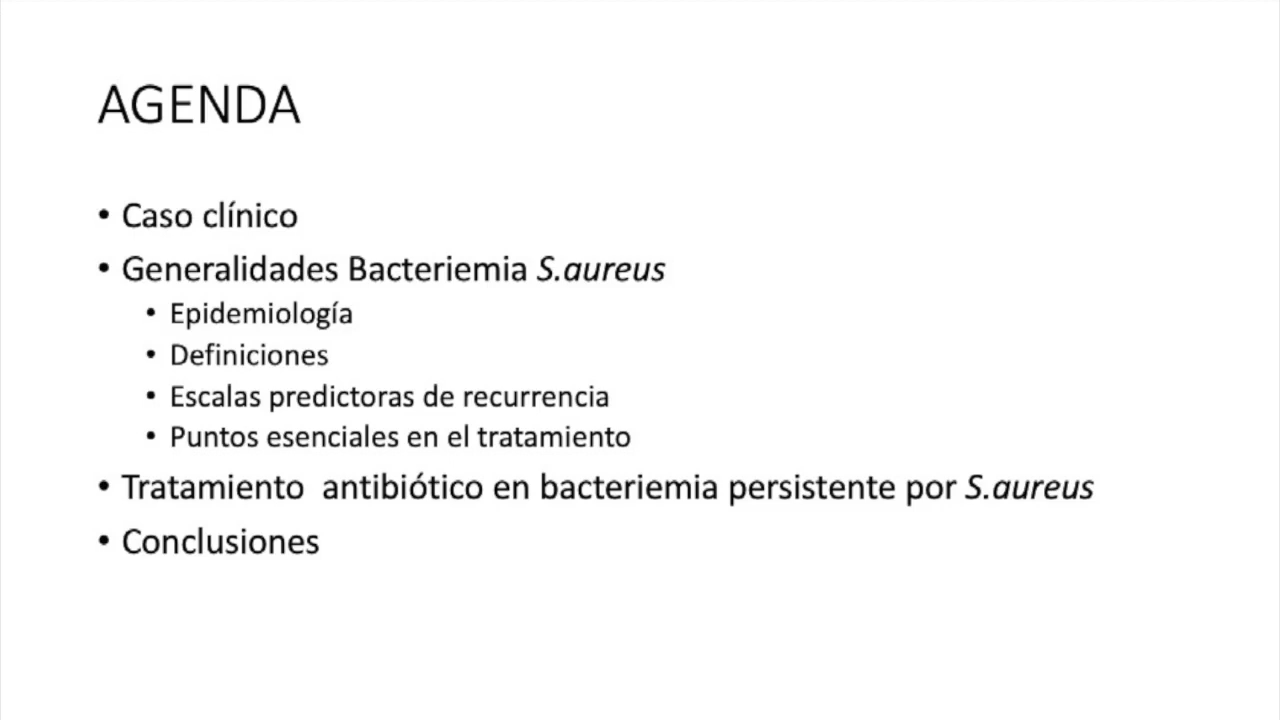 AGENDA
• Caso clínico
• Generalidades Bacteriemia S.aureus
• Epidemiología
• Definiciones
• Escalas predictoras de recurrencia
• Puntos esenciales en el tratamiento
• Tratamiento  antibiótico en bacteriemia persistente por S.aureus
• Conclusiones